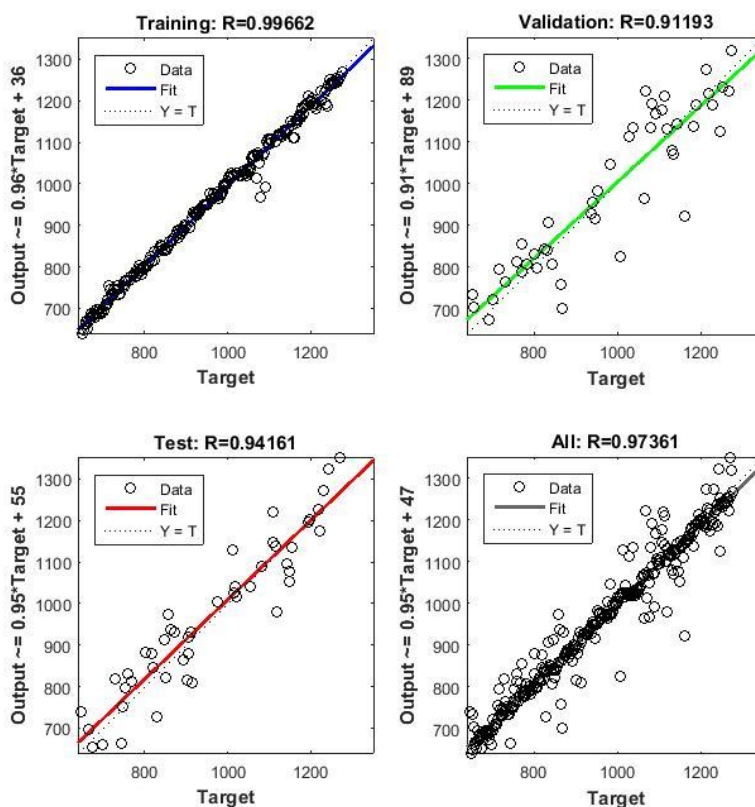 Training: R=0.99662
Output ~= 0.96*Target + 36
1300
1200
1100
1000
900
800
700
Data
Fit
Y = T
800 1000 1200
Target
Validation: R=0.91193
Output ~= 0.91*Target + 89
1300
1200
1100
1000
900
800
700
Data
Fit
Y = T
800 1000 1200
Target
Test: R=0.94161
Output ~= 0.95*Target + 55
1300
1200
1100
1000
900
800
700
Data
Fit
Y = T
800 1000 1200
Target
All: R=0.97361
Output ~= 0.95*Target + 47
1300
1200
1100
1000
900
800
700
Data
Fit
Y = T
800 1000 1200
Target